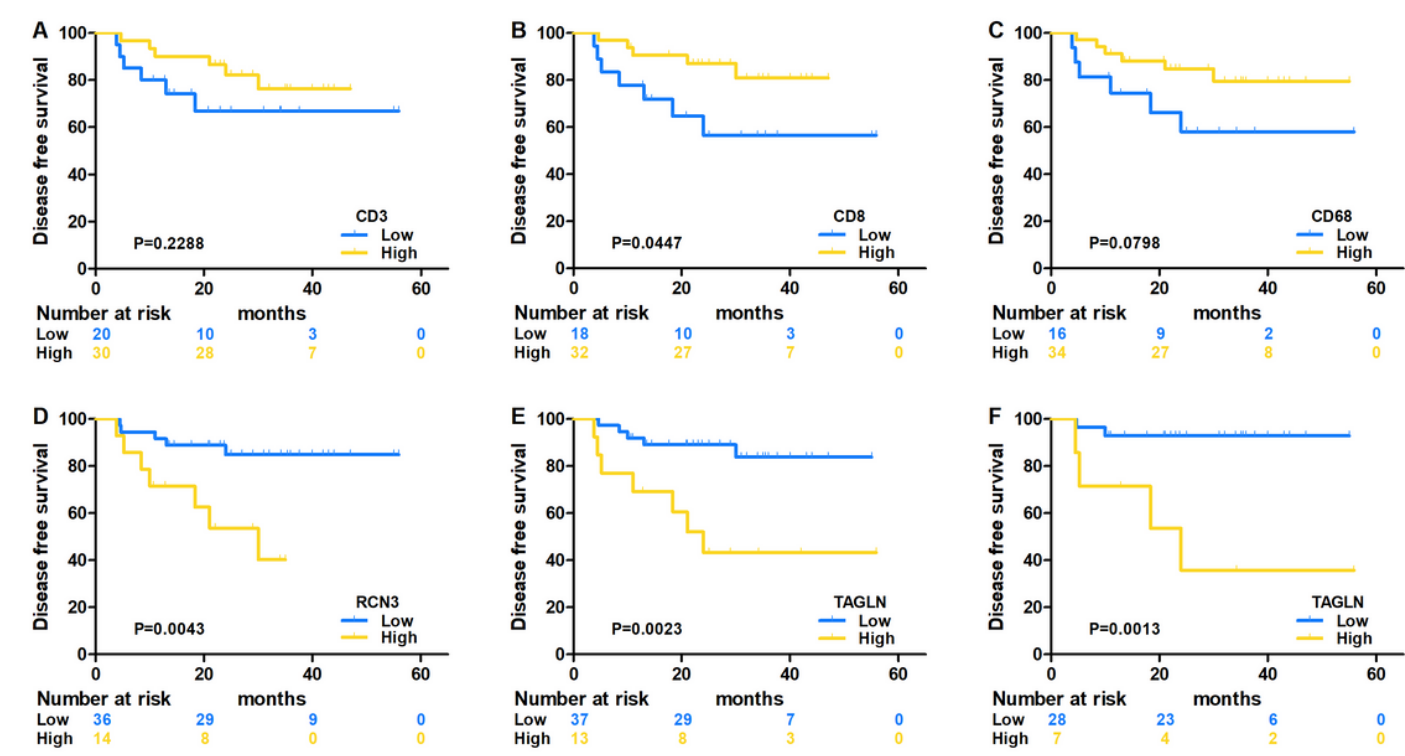 A
Disease free survival
100
80
60
40
20
0
CD3
Low
High
P=0.2288
0 20 40 60
Number at risk months
Low 20 10 3 0
High 30 28 7 0
B
Disease free survival
100
80
60
40
20
0
CD8
Low
High
P=0.0447
0 20 40 60
Number at risk months
Low 18 10 3 0
High 32 27 7 0
C
Disease free survival
100
80
60
40
20
0
CD68
Low
High
P=0.0798
0 20 40 60
Number at risk months
Low 16 9 2 0
High 34 27 8 0
D
Disease free survival
100
80
60
40
20
0
RCN3
Low
High
P=0.0043
0 20 40 60
Number at risk months
Low 36 29 9 0
High 14 8 0 0
E
Disease free survival
100
80
60
40
20
0
TAGLN
Low
High
P=0.0023
0 20 40 60
Number at risk months
Low 37 29 7 0
High 13 8 3 0
F
Disease free survival
100
80
60
40
20
0
TAGLN
Low
High
P=0.0013
0 20 40 60
Number at risk months
Low 28 23 6 0
High 7 4 2 0